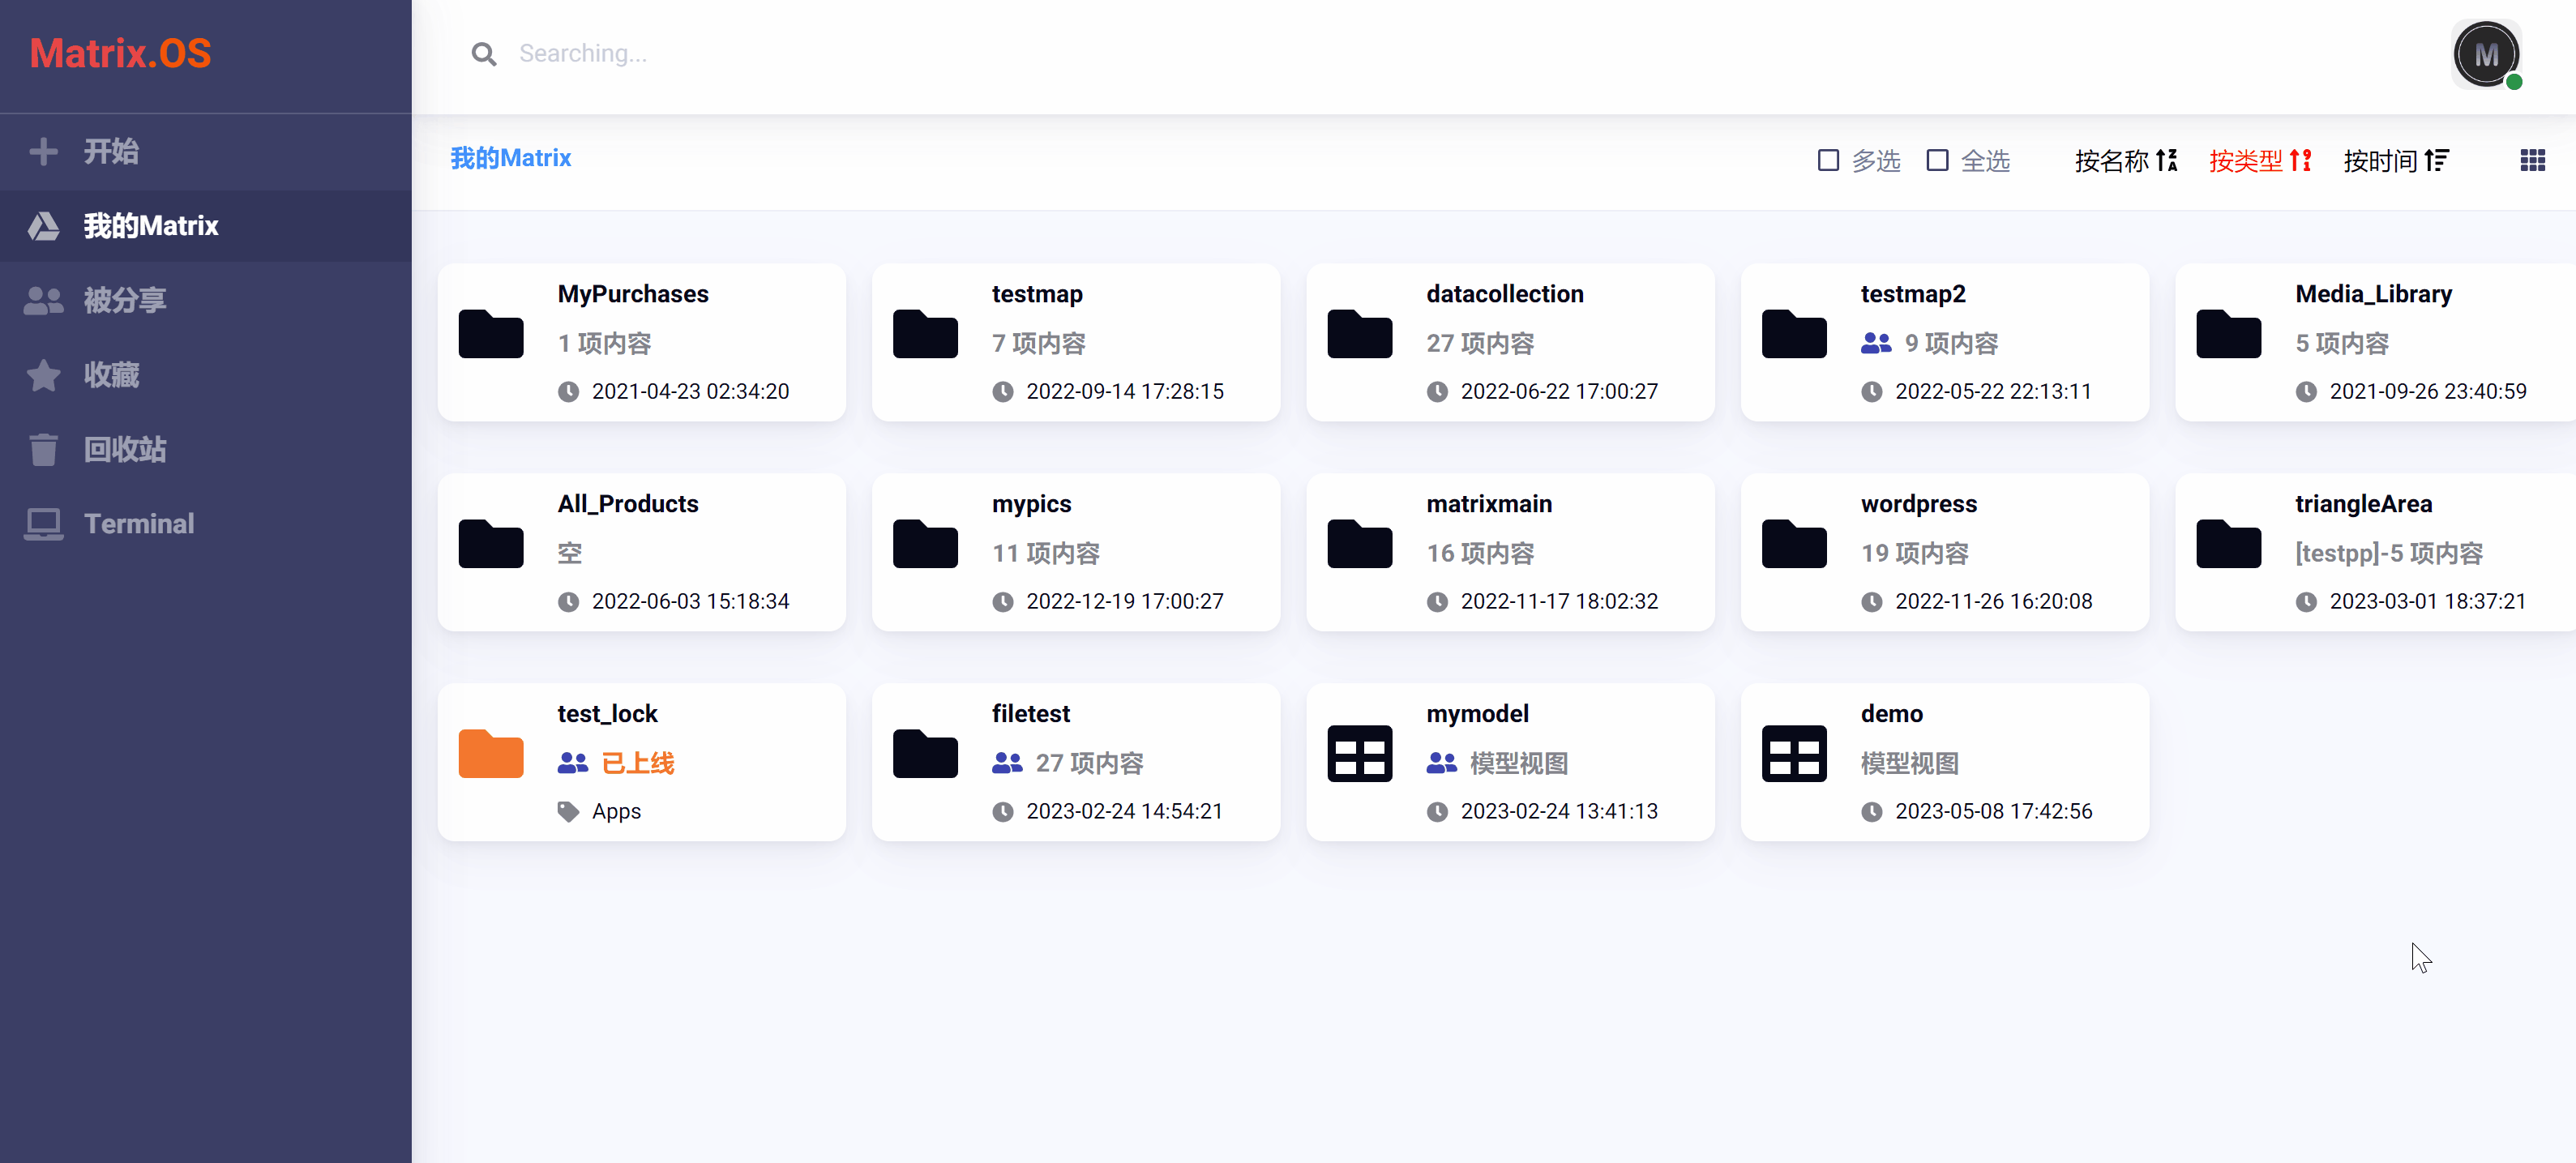 Matrix.OS
Searching...
M
开始
我的Matrix
被分享
收藏
回收站
Terminal
我的Matrix
多选
全选
按名称
按类型
按时间
MyPurchases
1 项内容
2021-04-23 02:34:20
testmap
7 项内容
2022-09-14 17:28:15
datacollection
27 项内容
2022-06-22 17:00:27
testmap2
9 项内容
2022-05-22 22:13:11
Media_Library
5 项内容
2021-09-26 23:40:59
All_Products
空
2022-06-03 15:18:34
mypics
11 项内容
2022-12-19 17:00:27
matrixmain
16 项内容
2022-11-17 18:02:32
wordpress
19 项内容
2022-11-26 16:20:08
triangleArea
[testpp]-5 项内容
2023-03-01 18:37:21
test_lock
已上线
Apps
filetest
27 项内容
2023-02-24 14:54:21
mymodel
模型视图
2023-02-24 13:41:13
demo
模型视图
2023-05-08 17:42:56